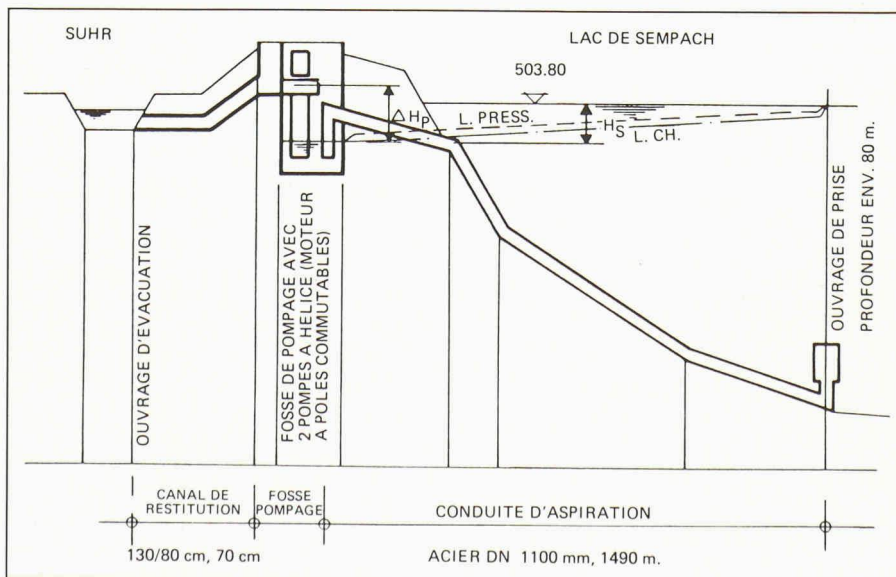 SUHR
LAC DE SEMPACH
503.80
ΔHp
L. PRESS.
Hs
L. CH.
OUVRAGE D'EVACUATION
FOSSE DE POMPAGE AVEC
2 POMPES A HELICE (MOTEUR
A POLES COMMUTABLES)
OUVRAGE DE PRISE
PROFONDEUR ENV. 80 m.
CANAL DE
RESTITUTION
FOSSE
POMPAGE
CONDUITE D'ASPIRATION
130/80 cm, 70 cm
ACIER DN 1100 mm, 1490 m.